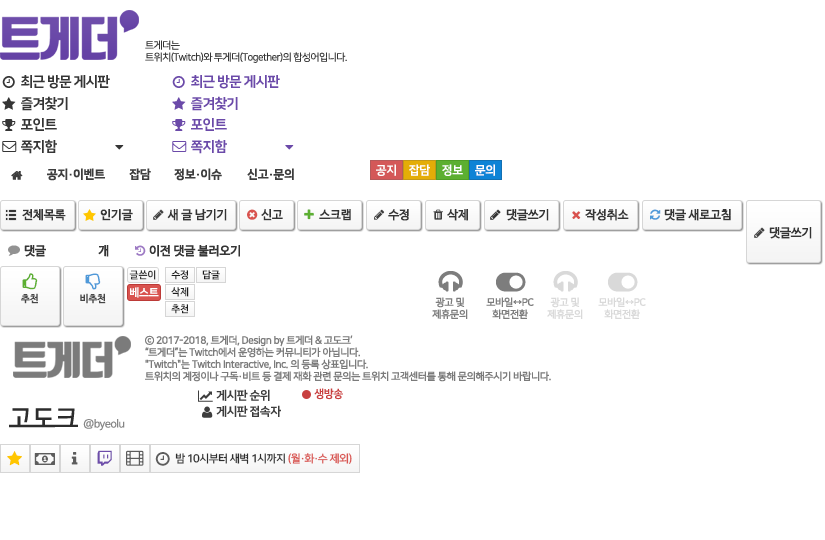 트게더
트게더는
트위치(Twitch)와 투게더(Together)의 합성어입니다.
최근 방문 게시판 최근 방문 게시판
즐겨찾기 즐겨찾기
포인트 포인트
쪽지함 쪽지함
공지·이벤트 잡담 정보·이슈 신고·문의
공지 잡담 정보 문의
전체목록 인기글 새 글 남기기 신고 스크랩 수정 삭제 댓글쓰기 작성취소 댓글 새로고침 댓글쓰기
댓글 개 이전 댓글 불러오기
추천 비추천
글쓴이 수정 답글
베스트 삭제
추천
광고 및 모바일↔PC 광고 및 모바일↔PC
제휴문의 화면전환 제휴문의 화면전환
트게더
© 2017-2018, 트게더, Design by 트게더 & 고도크'
"트게더"는 Twitch에서 운영하는 커뮤니티가 아닙니다.
"Twitch"는 Twitch Interactive, Inc. 의 등록 상표입니다.
트위치의 계정이나 구독·비트 등 결제 재화 관련 문의는 트위치 고객센터를 통해 문의해주시기 바랍니다.
게시판 순위 생방송
게시판 접속자
고도크 @byeolu
밤 10시부터 새벽 1시까지 (월·화·수 제외)